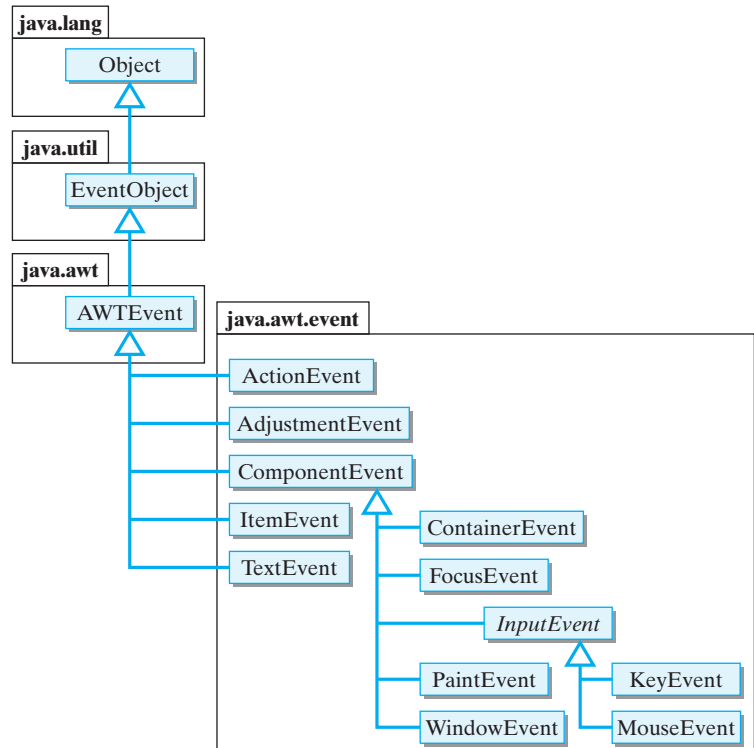 java.lang
Object
java.util
EventObject
java.awt
AWTEvent
java.awt.event
ActionEvent
AdjustmentEvent
ComponentEvent
ItemEvent
TextEvent
ContainerEvent
FocusEvent
InputEvent
PaintEvent
KeyEvent
WindowEvent
MouseEvent